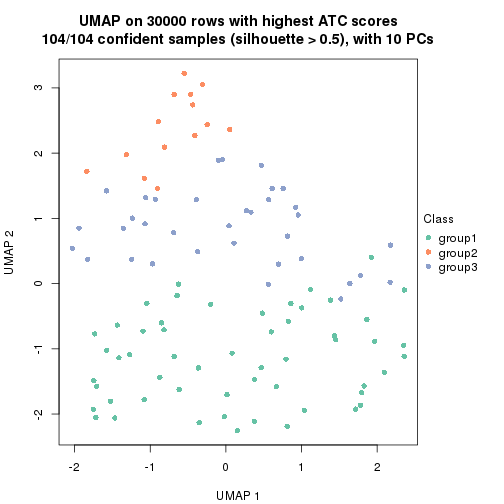 UMAP on 30000 rows with highest ATC scores
104/104 confident samples (silhouette > 0.5), with 10 PCs
3
2
1
0
-1
-2
UMAP 2
-2
-1
0
1
2
UMAP 1
Class
group1
group2
group3